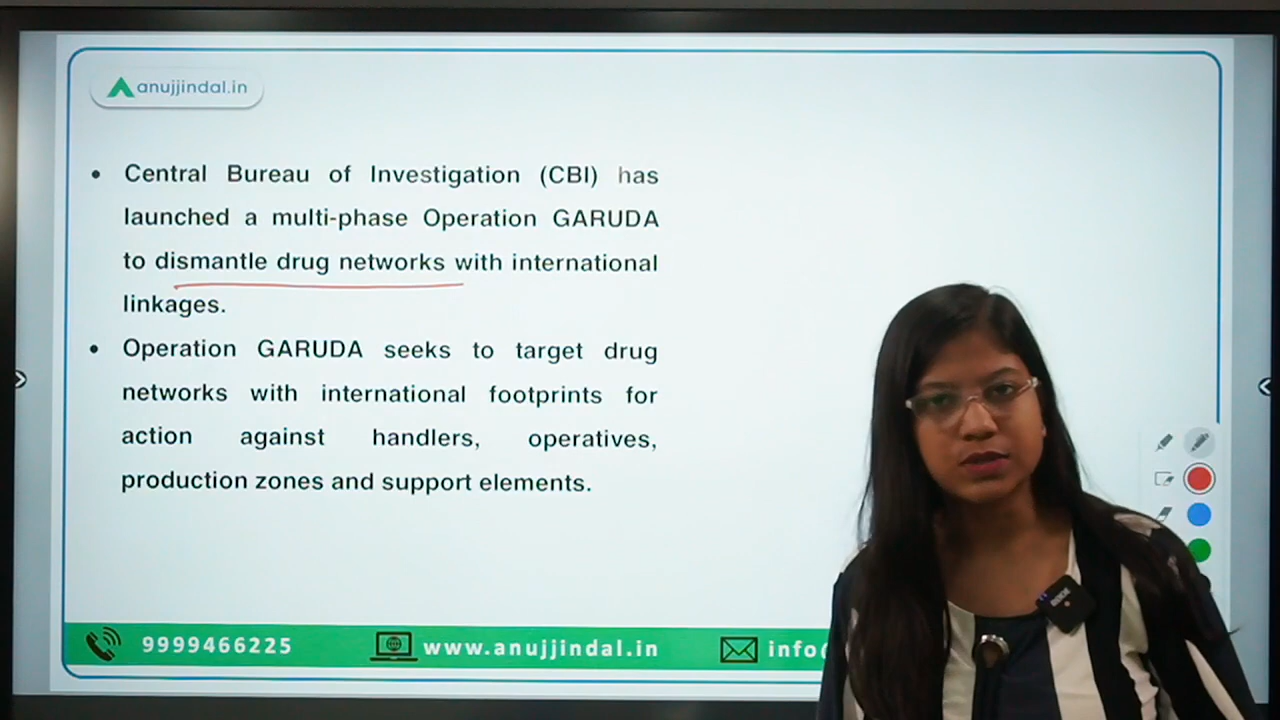 anujjindal.in
• Central Bureau of Investigation (CBI) has
launched a multi-phase Operation GARUDA
to dismantle drug networks with international
linkages.
• Operation GARUDA seeks to target drug
networks with international footprints for
action against handlers, operatives,
production zones and support elements.
9999466225 www.anujjindal.in info@